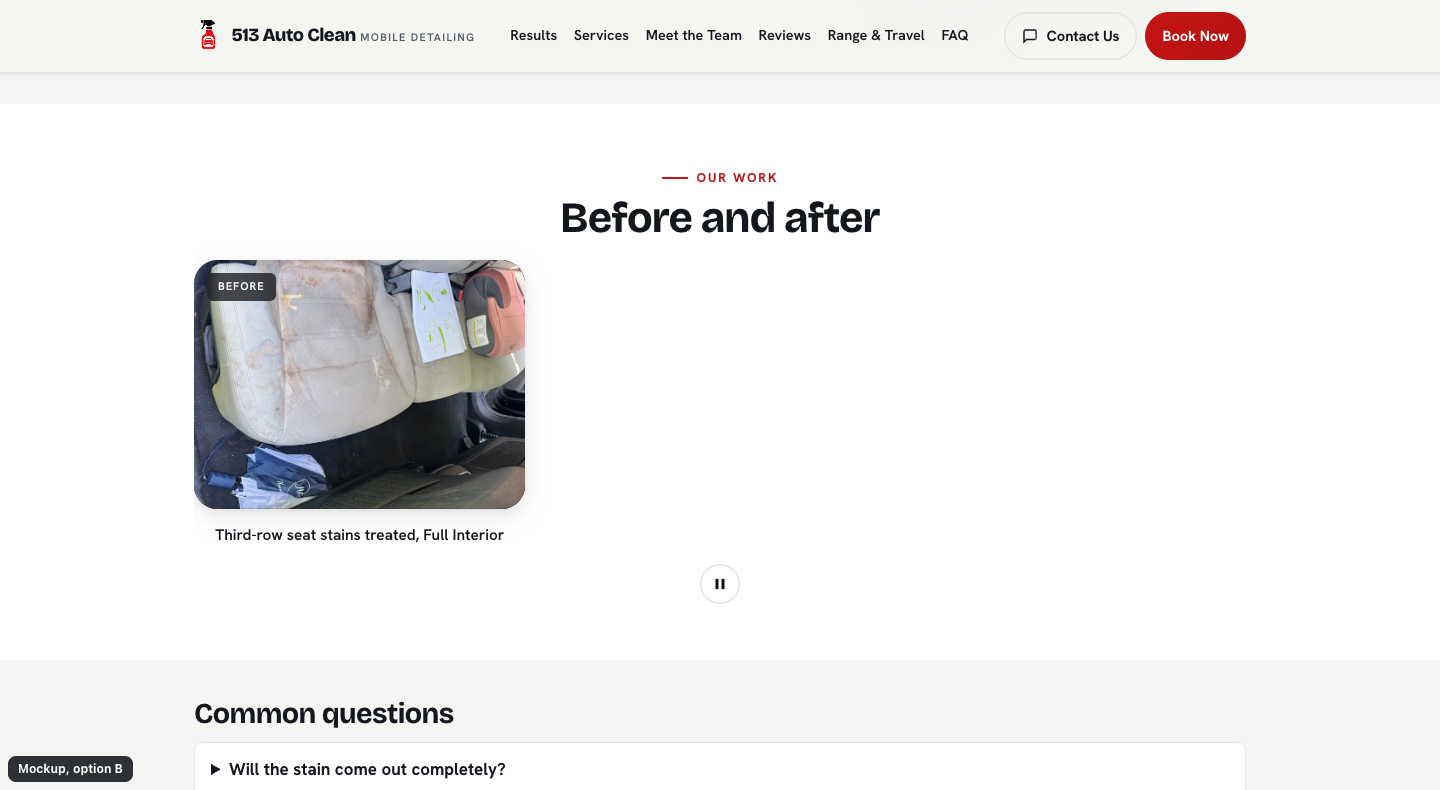 513 Auto Clean MOBILE DETAILING
Results Services Meet the Team Reviews Range & Travel FAQ
Contact Us
Book Now
OUR WORK
Before and after
BEFORE
Third-row seat stains treated, Full Interior
Common questions
Will the stain come out completely?
Mockup, option B